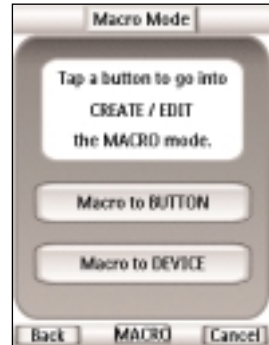 Macro Mode
Tap a button to go into
CREATE / EDIT
the MACRO mode.
Macro to BUTTON
Macro to DEVICE
Back MACRO Cancel